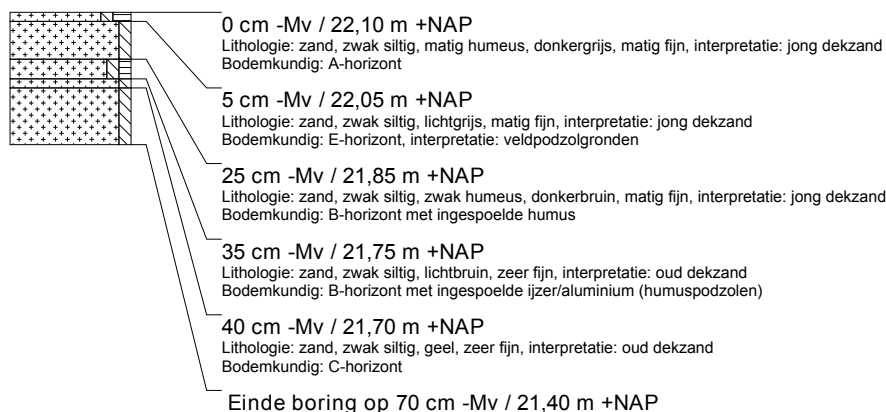 0 cm -Mv / 22,10 m +NAP
Lithologie: zand, zwak siltig, matig humeus, donkergrijs, matig fijn, interpretatie: jong dekzand
Bodemkundig: A-horizont
5 cm -Mv / 22,05 m +NAP
Lithologie: zand, zwak siltig, lichtgrijs, matig fijn, interpretatie: jong dekzand
Bodemkundig: E-horizont, interpretatie: veldpodzolgronden
25 cm -Mv / 21,85 m +NAP
Lithologie: zand, zwak siltig, zwak humeus, donkerbruin, matig fijn, interpretatie: jong dekzand
Bodemkundig: B-horizont met ingespoelde humus
35 cm -Mv / 21,75 m +NAP
Lithologie: zand, zwak siltig, lichtbruin, zeer fijn, interpretatie: oud dekzand
Bodemkundig: B-horizont met ingespoelde ijzer/aluminium (humuspodzolen)
40 cm -Mv / 21,70 m +NAP
Lithologie: zand, zwak siltig, geel, zeer fijn, interpretatie: oud dekzand
Bodemkundig: C-horizont
Einde boring op 70 cm -Mv / 21,40 m +NAP